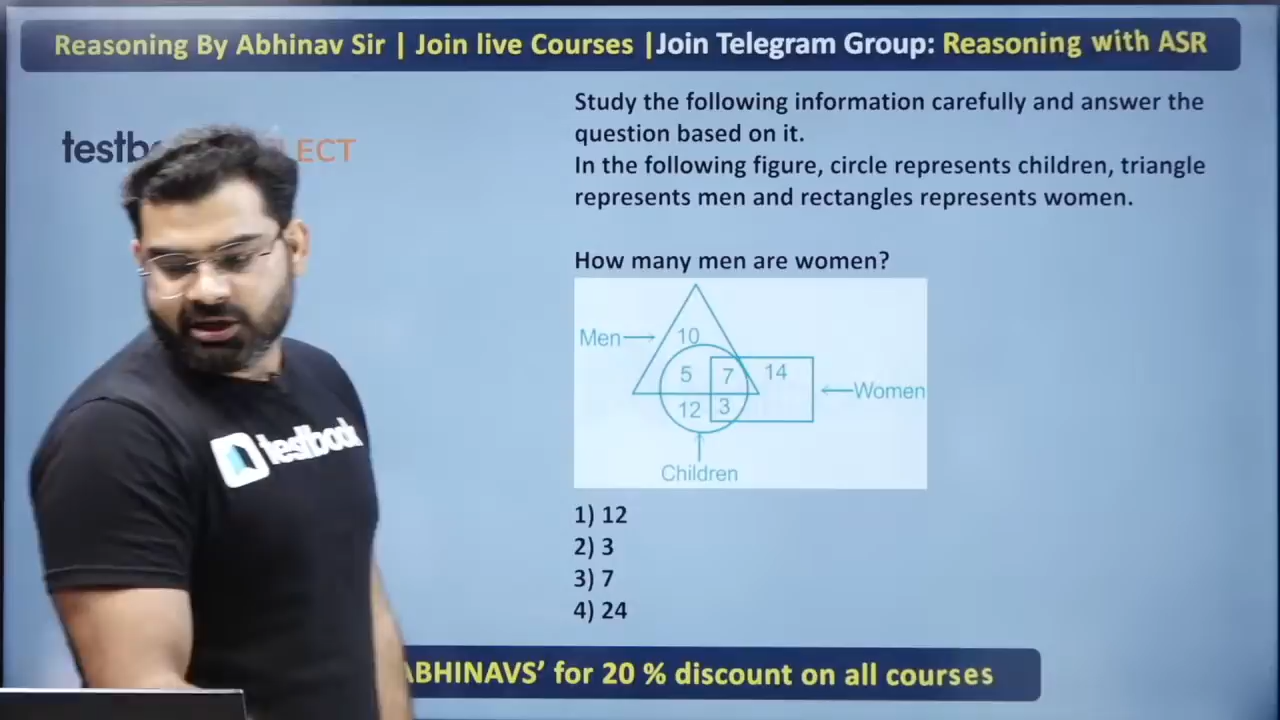 Reasoning By Abhinav Sir | Join live Courses |Join Telegram Group: Reasoning with ASR
Study the following information carefully and answer the
question based on it.
In the following figure, circle represents children, triangle
represents men and rectangles represents women.
How many men are women?
Men
10
5
7
14
Women
12
3
Children
1) 12
2) 3
3) 7
4) 24
testbook
ABHINAVS’ for 20 % discount on all courses